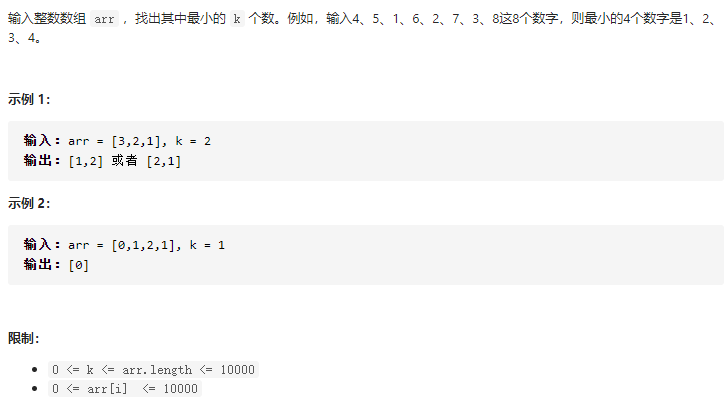 输入整数数组 arr ，找出其中最小的 k 个数。例如，输入4、5、1、6、2、7、3、8这8个数字，则最小的4个数字是1、2、
3、4。
示例 1：
输入：arr = [3,2,1], k = 2
输出：[1,2] 或者 [2,1]
示例 2：
输入：arr = [0,1,2,1], k = 1
输出：[0]
限制：
0 <= k <= arr.length <= 10000
0 <= arr[i] <= 10000